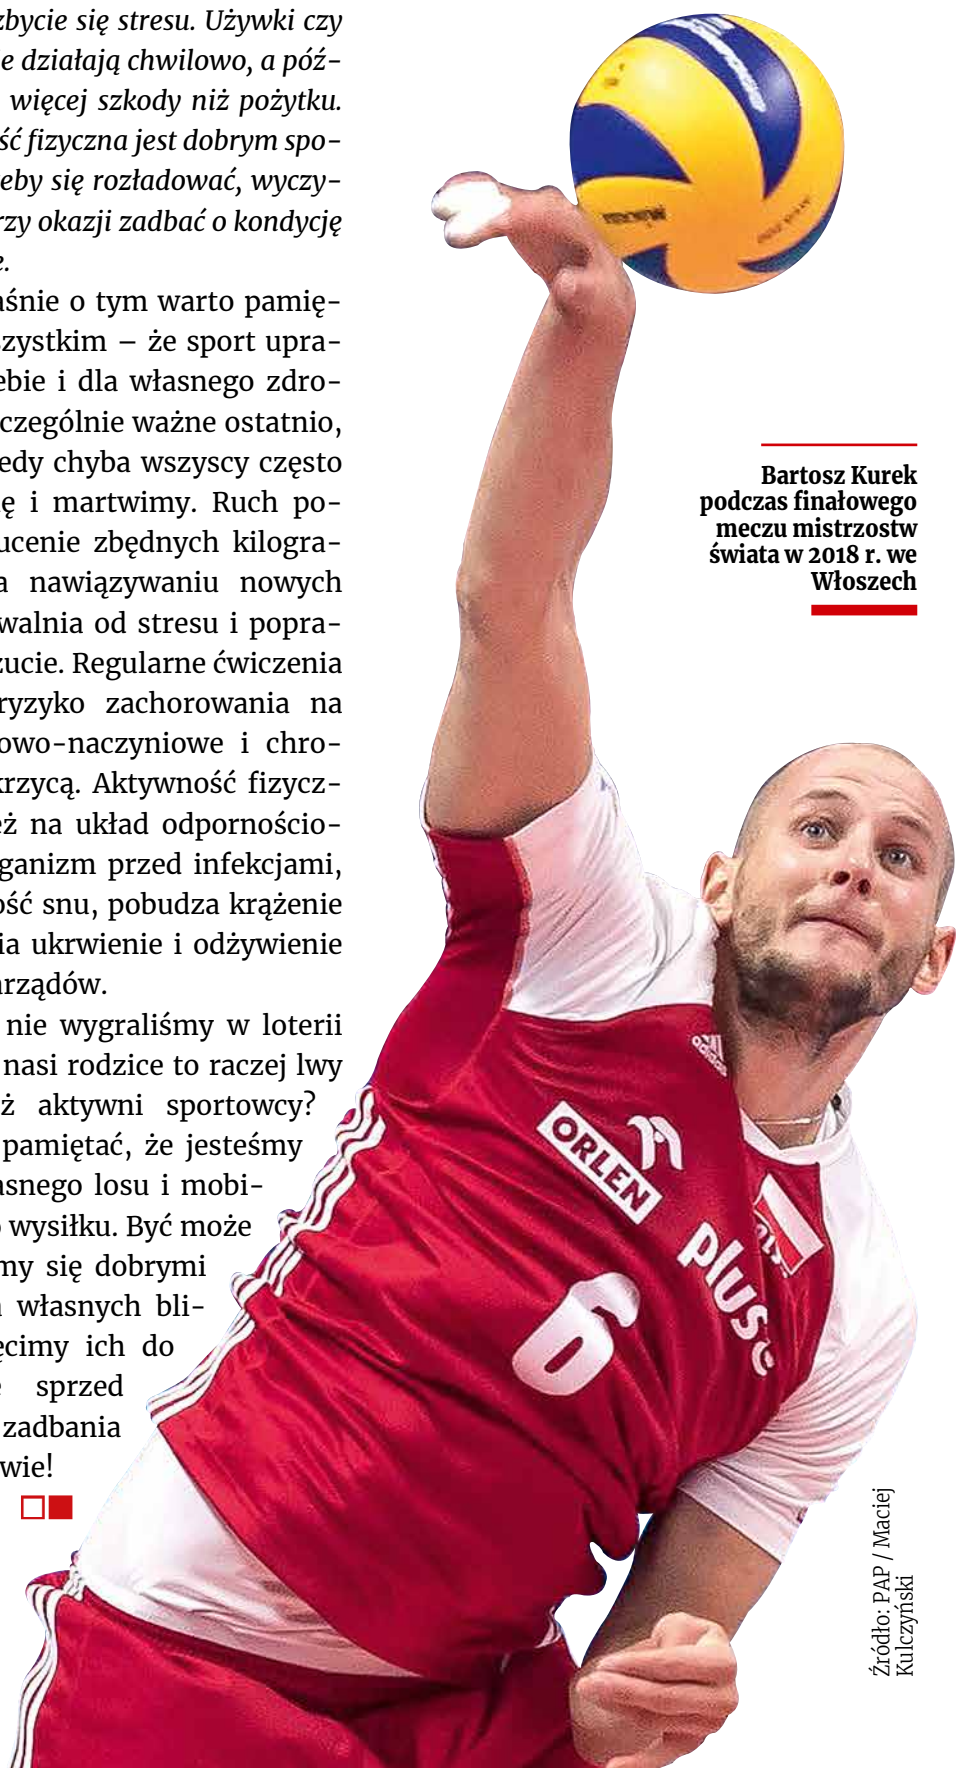 zbycie się stresu. Używki czy
e działają chwilowo, a póź-
więcej szkody niż pożytku.
ść fizyczna jest dobrym spo-
eby się rozładować, wyczy-
rzy okazji zadbać o kondycję
e.
aśnie o tym warto pamię-
szystkim – że sport upra-
ebie i dla własnego zdro-
czególnie ważne ostatnio,
iedy chyba wszyscy często
ę i martwimy. Ruch po-
ucenie zbędnych kilogra-
a nawiązywaniu nowych
walnia od stresu i popra-
zucie. Regularne ćwiczenia
ryzyko zachorowania na
owo-naczyniowe i chro-
krzycą. Aktywność fizycz-
eż na układ odpornościo-
ganizm przed infekcjami,
ość snu, pobudza krążenie
nia ukrwienie i odżywienie
arządów.
nie wygraliśmy w loterii
nasi rodzice to raczej lwy
ż aktywni sportowcy?
pamiętać, że jesteśmy
asnego losu i mobi-
o wysiłku. Być może
my się dobrymi
a własnych bli-
ęcimy ich do
e sprzed
zadbania
wie!
Bartosz Kurek
podczas finałowego
meczu mistrzostw
świata w 2018 r. we
Włoszech
adidas
ORLEN
plus
6
Źródło: PAP / Maciej
Kulczyński